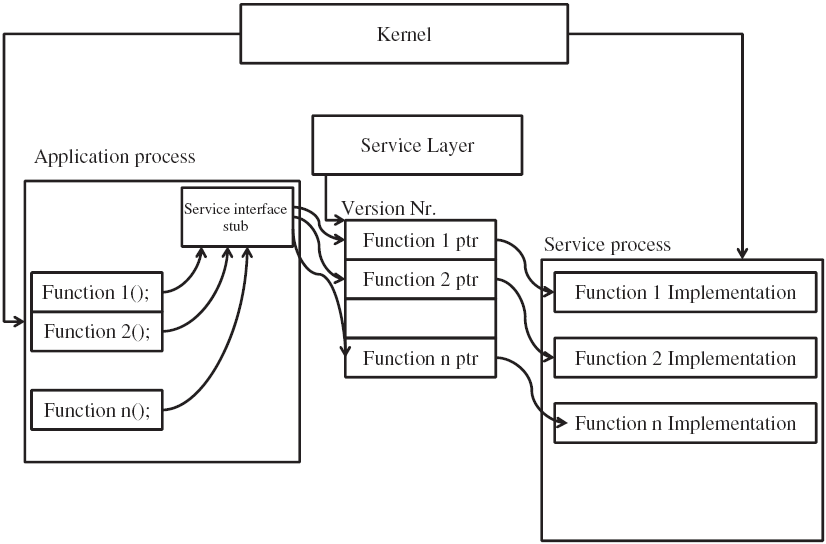 Kernel
Service Layer
Application process
Service interface
stub
Version Nr.
Function 1 ptr
Function 2 ptr
Function n ptr
Function 1();
Function 2();
Function n();
Service process
Function 1 Implementation
Function 2 Implementation
Function n Implementation